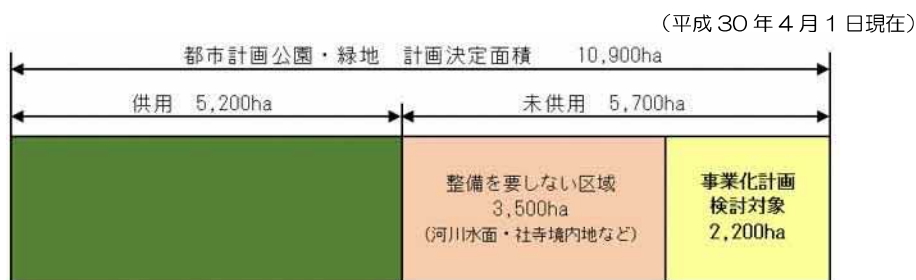 (平成30年4月1日現在)
都市計画公園・緑地 計画決定面積 10,900ha
供用 5,200ha
未供用 5,700ha
整備を要しない区域
3,500ha
(河川水面・社寺境内地など)
事業化計画
検討対象
2,200ha